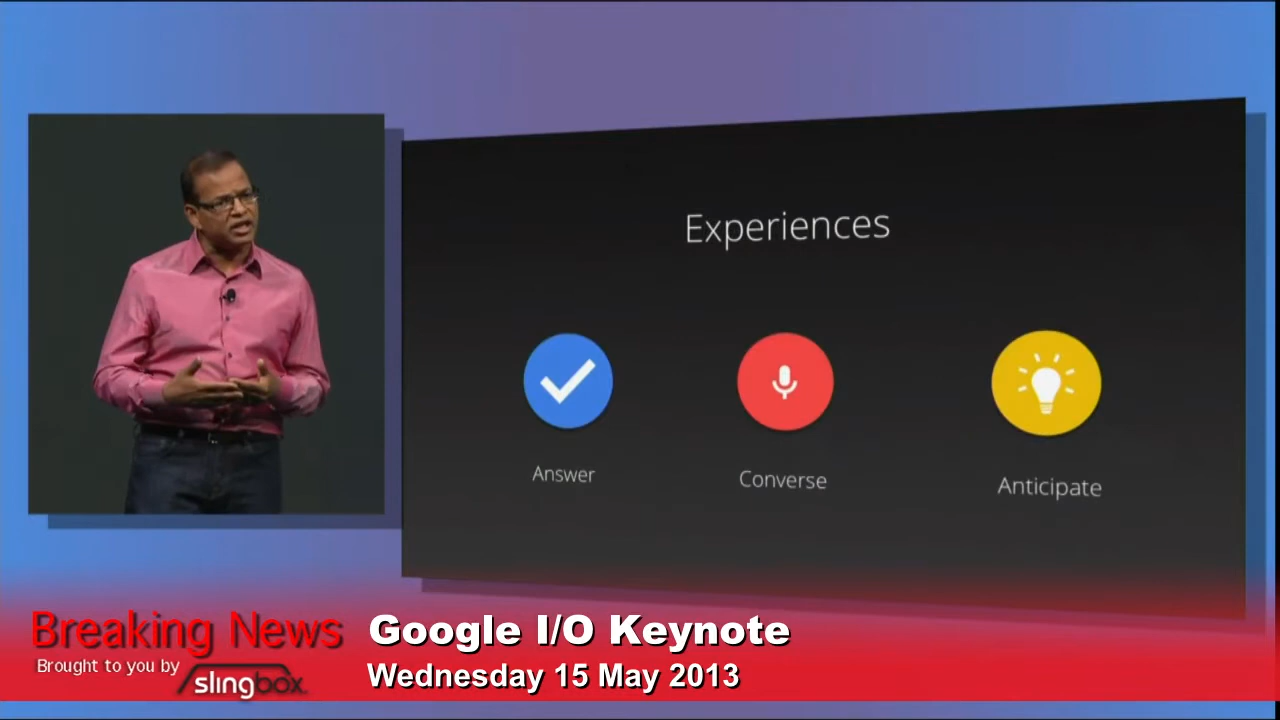 Experiences
Answer
Converse
Anticipate
Breaking News
Brought to you by
slingbox
Google I/O Keynote
Wednesday 15 May 2013